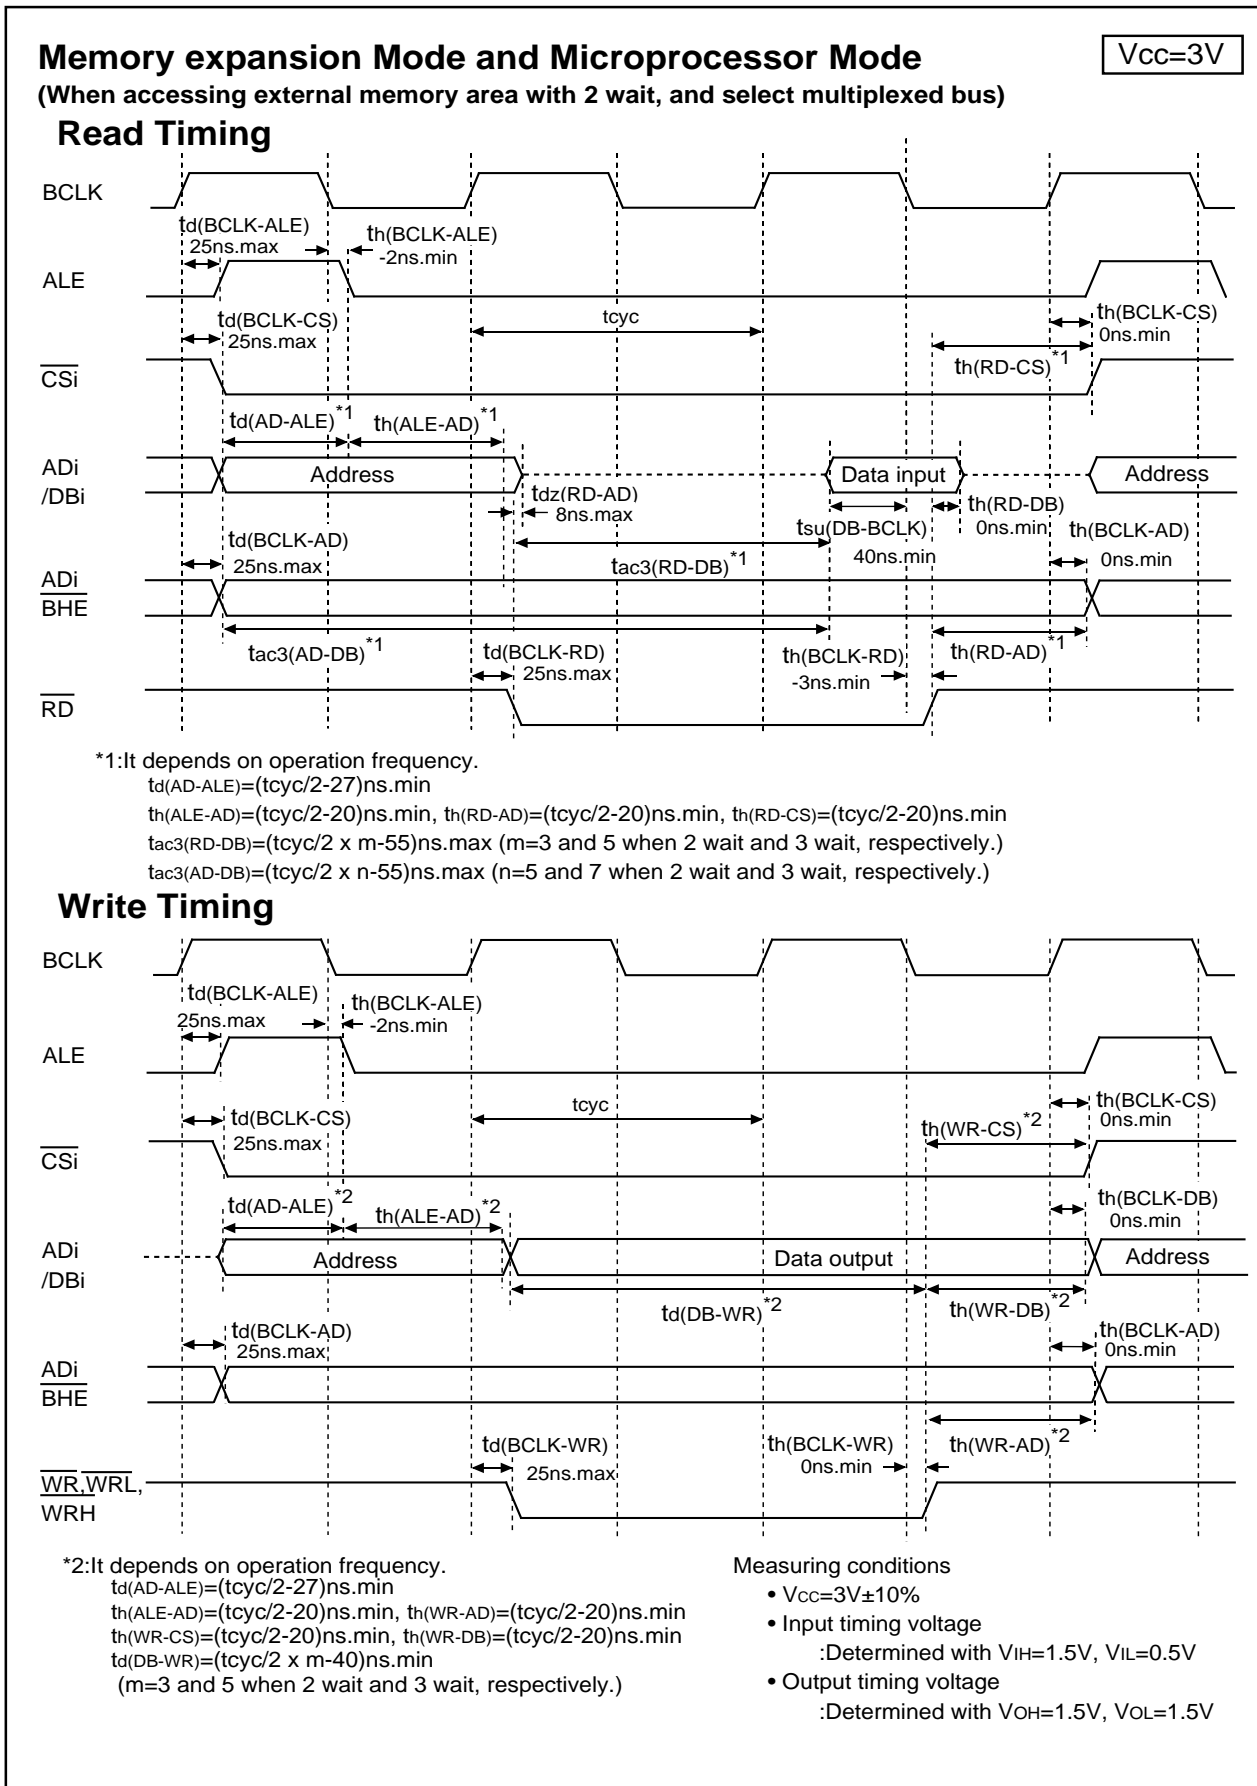 Memory expansion Mode and Microprocessor Mode
Vcc=3V
(When accessing external memory area with 2 wait, and select multiplexed bus)
Read Timing
BCLK
td(BCLK-ALE)
25ns.max
th(BCLK-ALE)
-2ns.min
ALE
td(BCLK-CS)
25ns.max
tcyc
th(BCLK-CS)
0ns.min
th(RD-CS)*1
CSi
td(AD-ALE)*1
th(ALE-AD)*1
ADi
/DBi
Address
Data input
Address
tdz(RD-AD)
8ns.max
th(RD-DB)
0ns.min
tsu(DB-BCLK)
40ns.min
th(BCLK-AD)
0ns.min
td(BCLK-AD)
25ns.max
tac3(RD-DB)*1
ADi
BHE
tac3(AD-DB)*1
td(BCLK-RD)
25ns.max
th(BCLK-RD)
-3ns.min
th(RD-AD)*1
RD
*1:It depends on operation frequency.
td(AD-ALE)=(tcyc/2-27)ns.min
th(ALE-AD)=(tcyc/2-20)ns.min, th(RD-AD)=(tcyc/2-20)ns.min, th(RD-CS)=(tcyc/2-20)ns.min
tac3(RD-DB)=(tcyc/2 x m-55)ns.max (m=3 and 5 when 2 wait and 3 wait, respectively.)
tac3(AD-DB)=(tcyc/2 x n-55)ns.max (n=5 and 7 when 2 wait and 3 wait, respectively.)
Write Timing
BCLK
td(BCLK-ALE)
25ns.max
th(BCLK-ALE)
-2ns.min
ALE
td(BCLK-CS)
25ns.max
tcyc
th(BCLK-CS)
0ns.min
th(WR-CS)*2
CSi
td(AD-ALE)*2
th(ALE-AD)*2
th(BCLK-DB)
0ns.min
ADi
/DBi
Address
Data output
Address
td(DB-WR)*2
th(WR-DB)*2
td(BCLK-AD)
25ns.max
th(BCLK-AD)
0ns.min
ADi
BHE
td(BCLK-WR)
25ns.max
th(BCLK-WR)
0ns.min
th(WR-AD)*2
WR,WRL,
WRH
*2:It depends on operation frequency.
td(AD-ALE)=(tcyc/2-27)ns.min
th(ALE-AD)=(tcyc/2-20)ns.min, th(WR-AD)=(tcyc/2-20)ns.min
th(WR-CS)=(tcyc/2-20)ns.min, th(WR-DB)=(tcyc/2-20)ns.min
td(DB-WR)=(tcyc/2 x m-40)ns.min
(m=3 and 5 when 2 wait and 3 wait, respectively.)
Measuring conditions
• VCC=3V±10%
• Input timing voltage
:Determined with VIH=1.5V, VIL=0.5V
• Output timing voltage
:Determined with VOH=1.5V, VOL=1.5V